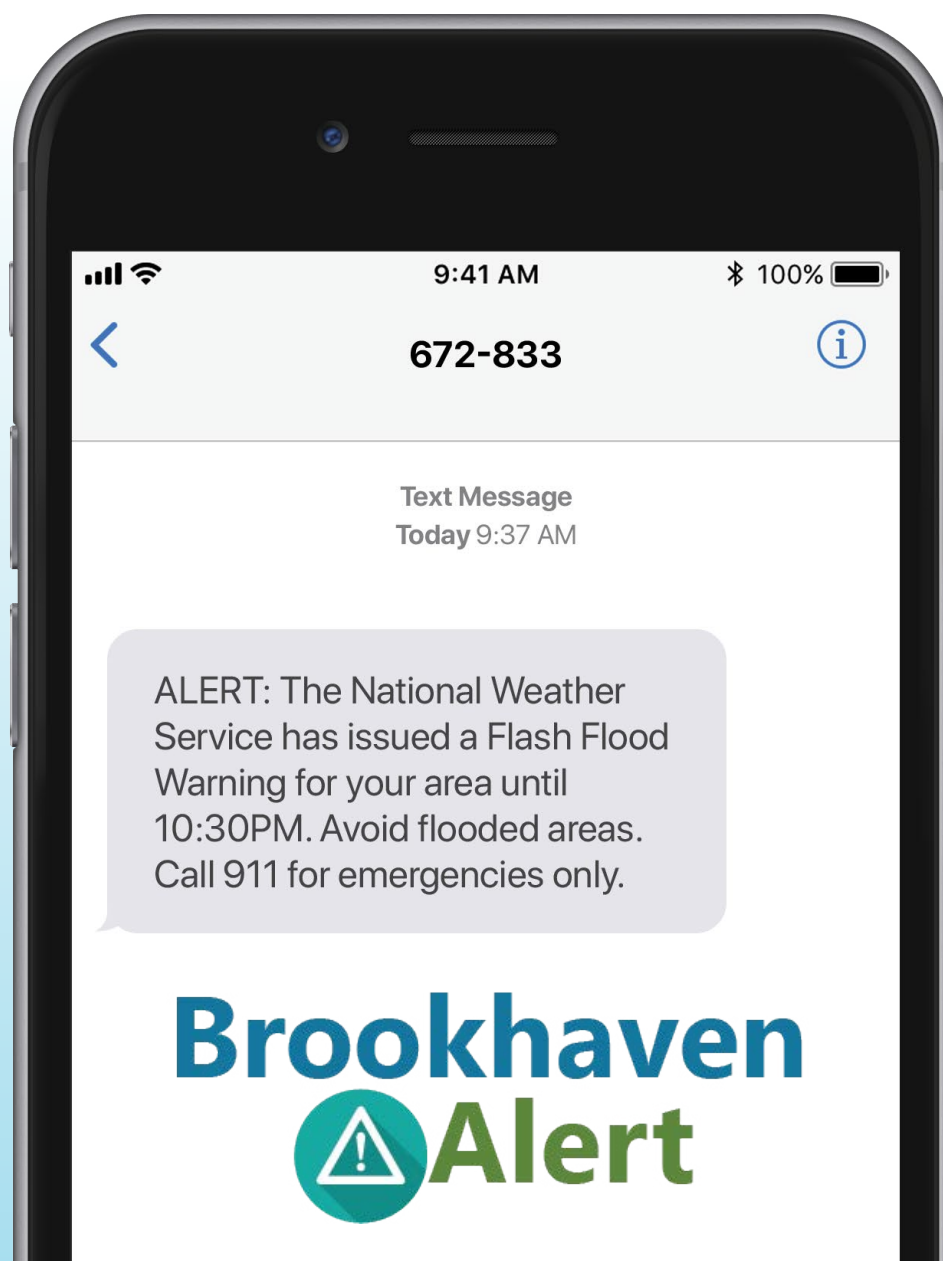 9:41 AM 100%
672-833
Text Message
Today 9:37 AM
ALERT: The National Weather
Service has issued a Flash Flood
Warning for your area until
10:30PM. Avoid flooded areas.
Call 911 for emergencies only.
Brookhaven
Alert